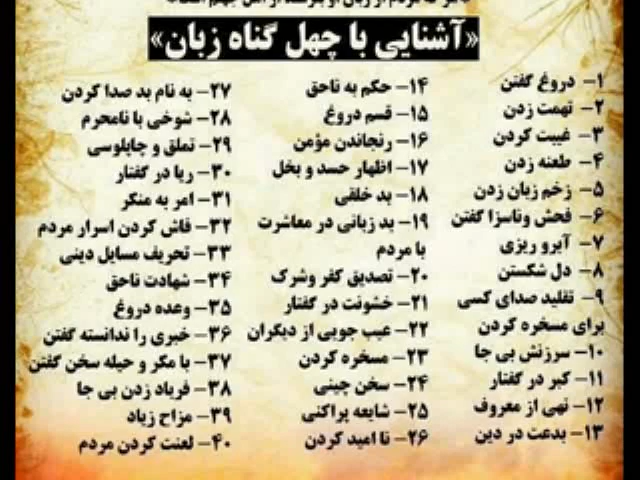 «آشنایی با چهل گناه زبان»
۱- دروغ گفتن
۲- تهمت زدن
۳- غیبت کردن
۴- طعنه زدن
۵- زخم زبان زدن
۶- فحش وناسزا گفتن
۷- آبرو ریزی
۸- دل شکستن
۹- تقلید صدای کسی
برای مسخره کردن
۱۰- سرزنش بی جا
۱۱- کبر در گفتار
۱۲- نهی از معروف
۱۳- بدعت در دین
۱۴- حکم به ناحق
۱۵- قسم دروغ
۱۶- رنجاندن مؤمن
۱۷- اظهار حسد و بخل
۱۸- بد خلقی
۱۹- بد زبانی در معاشرت
با مردم
۲۰- تصدیق کفر وشرک
۲۱- خشونت در گفتار
۲۲- عیب جویی از دیگران
۲۳- مسخره کردن
۲۴- سخن چینی
۲۵- شایعه پراکنی
۲۶- نا امید کردن
۲۷- به نام بد صدا کردن
۲۸- شوخی با نامحرم
۲۹- تملق و چاپلوسی
۳۰- ریا در گفتار
۳۱- امر به منکر
۳۲- فاش کردن اسرار مردم
۳۳- تحریف مسایل دینی
۳۴- شهادت ناحق
۳۵- وعده دروغ
۳۶- خبری را ندانسته گفتن
۳۷- با مکر و حیله سخن گفتن
۳۸- فریاد زدن بی جا
۳۹- مزاح زیاد
۴۰- لعنت کردن مردم